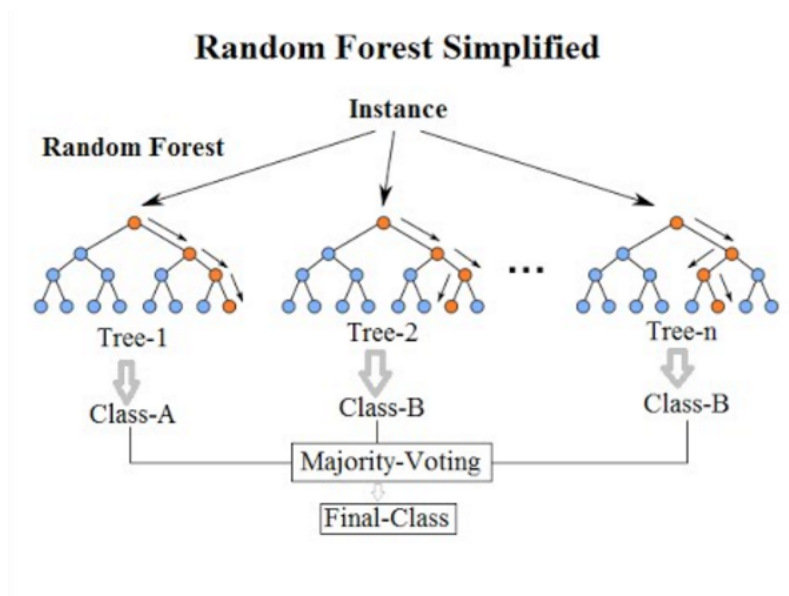 Random Forest Simplified
Instance
Random Forest
...
Tree-1
Tree-2
Tree-n
Class-A
Class-B
Class-B
Majority-Voting
Final-Class